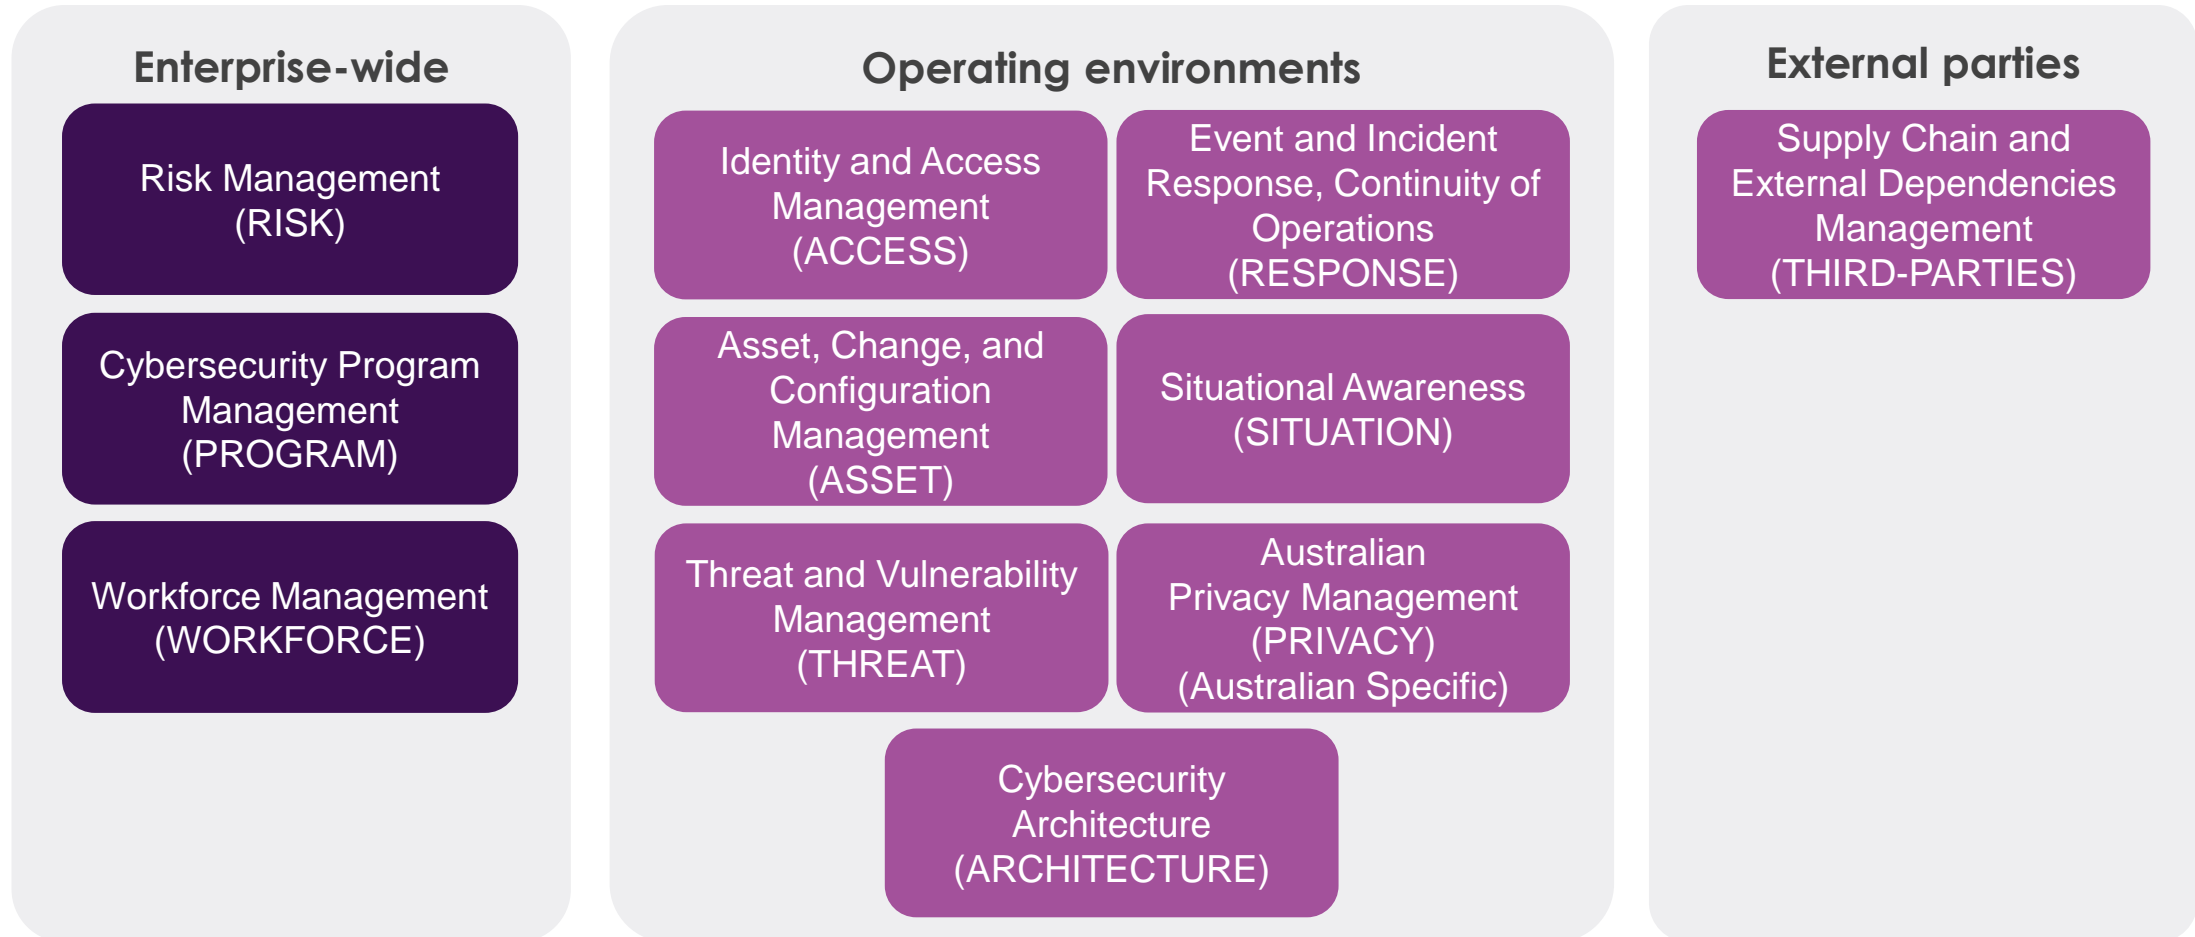 Enterprise-wide
Risk Management
(RISK)
Cybersecurity Program
Management
(PROGRAM)
Workforce Management
(WORKFORCE)
Operating environments
Identity and Access
Management
(ACCESS)
Event and Incident
Response, Continuity of
Operations
(RESPONSE)
Asset, Change, and
Configuration
Management
(ASSET)
Situational Awareness
(SITUATION)
Threat and Vulnerability
Management
(THREAT)
Australian
Privacy Management
(PRIVACY)
(Australian Specific)
Cybersecurity
Architecture
(ARCHITECTURE)
External parties
Supply Chain and
External Dependencies
Management
(THIRD-PARTIES)